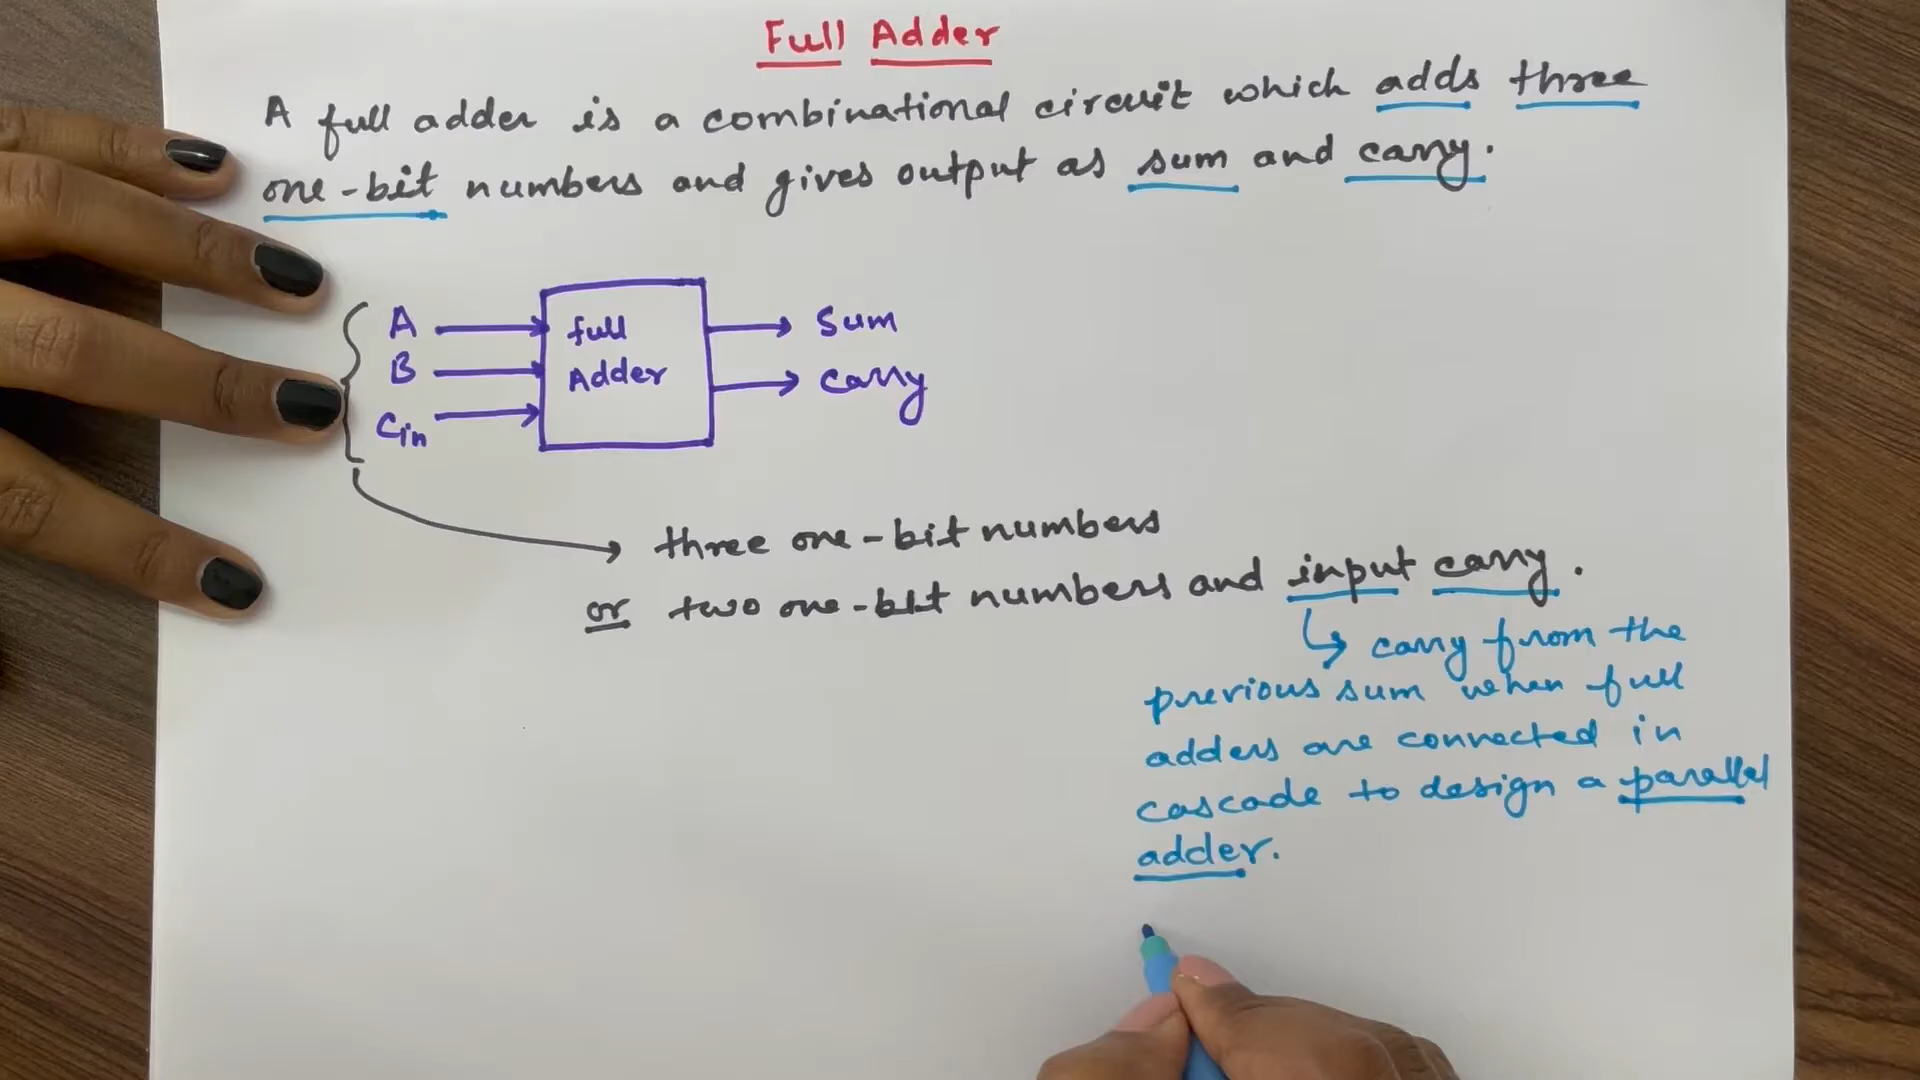 Full Adder
A full adder is a combinational circuit which adds three
one-bit numbers and gives output as sum and carry.
A
B
Cin
full
Adder
Sum
carry
three one-bit numbers
or two one-bit numbers and input carry.
carry from the
previous sum when full
adders are connected in
cascade to design a parallel
adder.